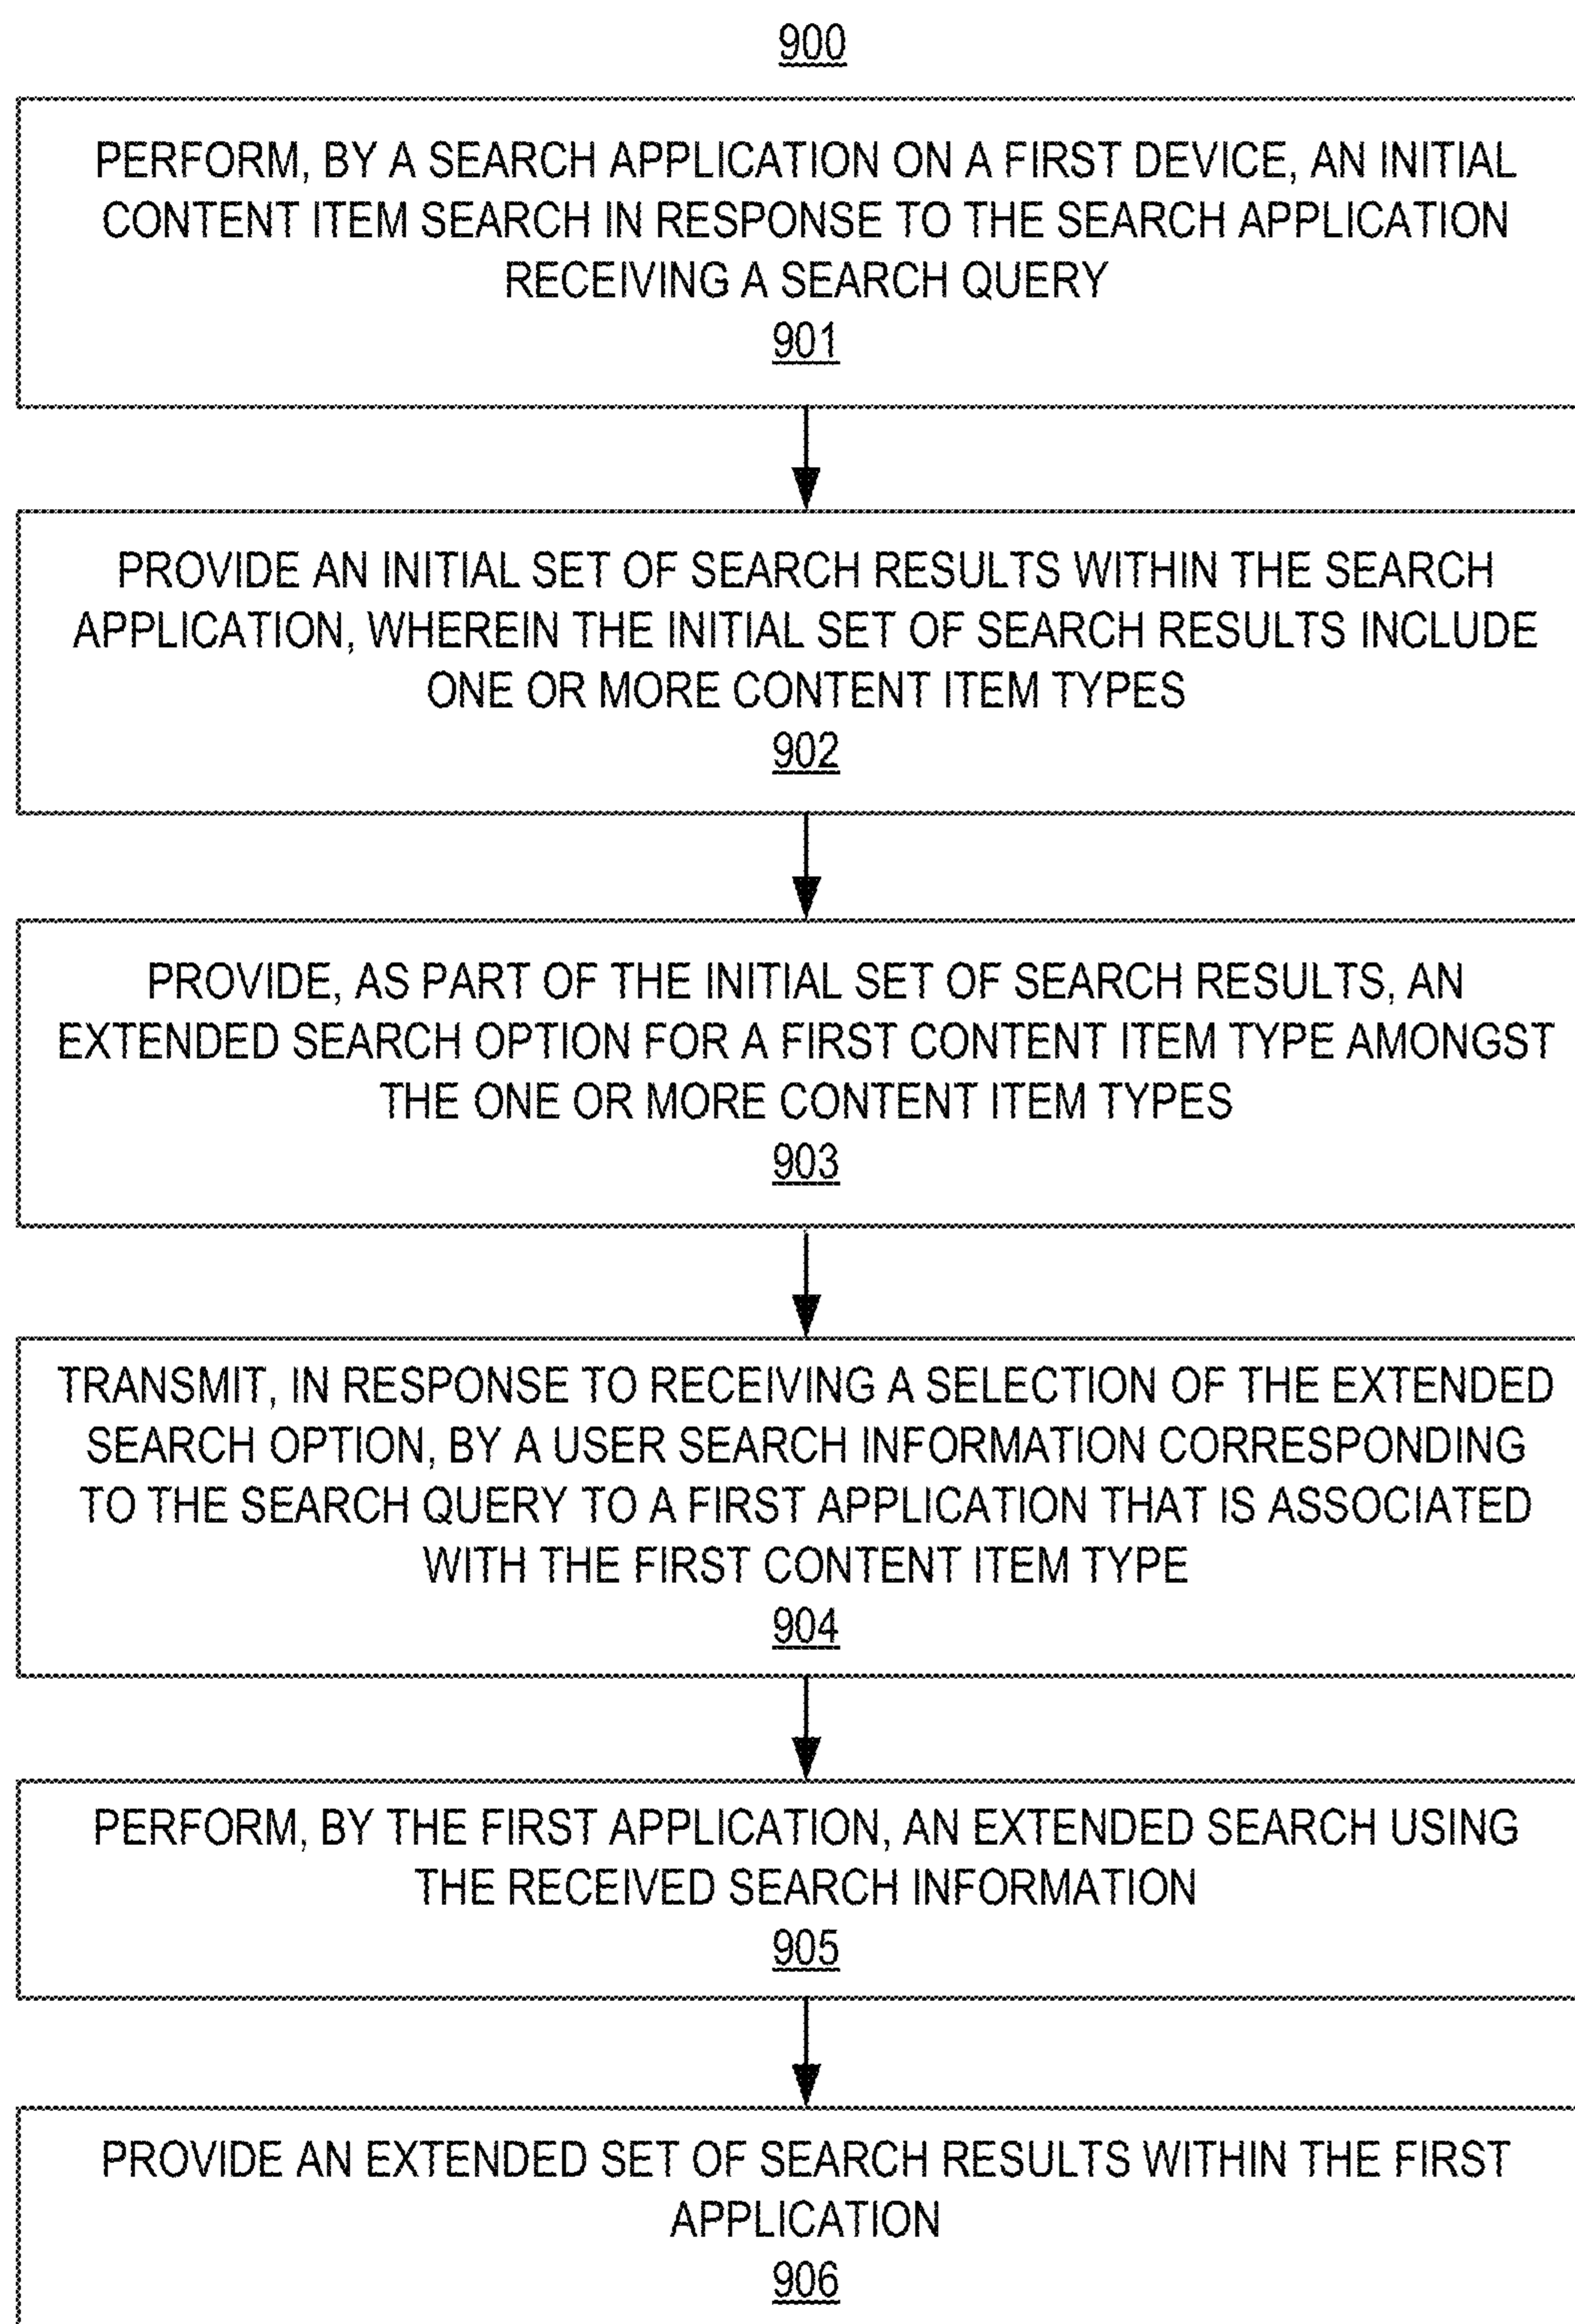 900
PERFORM, BY A SEARCH APPLICATION ON A FIRST DEVICE, AN INITIAL
CONTENT ITEM SEARCH IN RESPONSE TO THE SEARCH APPLICATION
RECEIVING A SEARCH QUERY
901
PROVIDE AN INITIAL SET OF SEARCH RESULTS WITHIN THE SEARCH
APPLICATION, WHEREIN THE INITIAL SET OF SEARCH RESULTS INCLUDE
ONE OR MORE CONTENT ITEM TYPES
902
PROVIDE, AS PART OF THE INITIAL SET OF SEARCH RESULTS, AN
EXTENDED SEARCH OPTION FOR A FIRST CONTENT ITEM TYPE AMONGST
THE ONE OR MORE CONTENT ITEM TYPES
903
TRANSMIT, IN RESPONSE TO RECEIVING A SELECTION OF THE EXTENDED
SEARCH OPTION, BY A USER SEARCH INFORMATION CORRESPONDING
TO THE SEARCH QUERY TO A FIRST APPLICATION THAT IS ASSOCIATED
WITH THE FIRST CONTENT ITEM TYPE
904
PERFORM, BY THE FIRST APPLICATION, AN EXTENDED SEARCH USING
THE RECEIVED SEARCH INFORMATION
905
PROVIDE AN EXTENDED SET OF SEARCH RESULTS WITHIN THE FIRST
APPLICATION
906